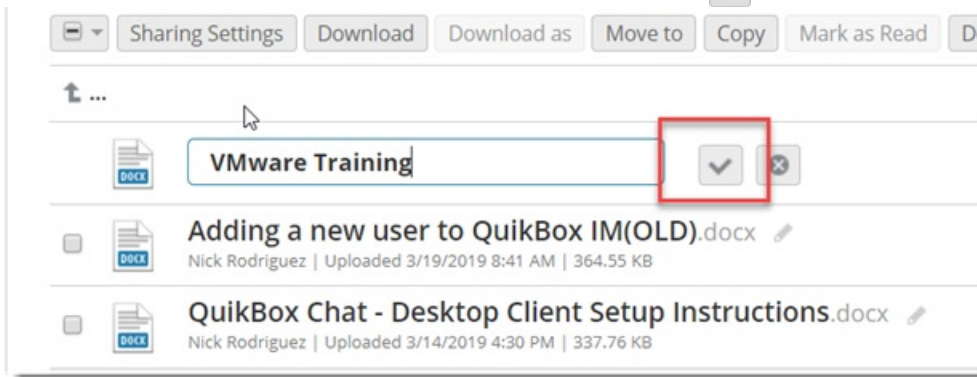 Sharing Settings Download Download as Move to Copy Mark as Read
...
DOCX VMware Training
Adding a new user to QuikBox IM(OLD).docx
DOCX Nick Rodriguez | Uploaded 3/19/2019 8:41 AM | 364.55 KB
QuikBox Chat - Desktop Client Setup Instructions.docx
DOCX Nick Rodriguez | Uploaded 3/14/2019 4:30 PM | 337.76 KB